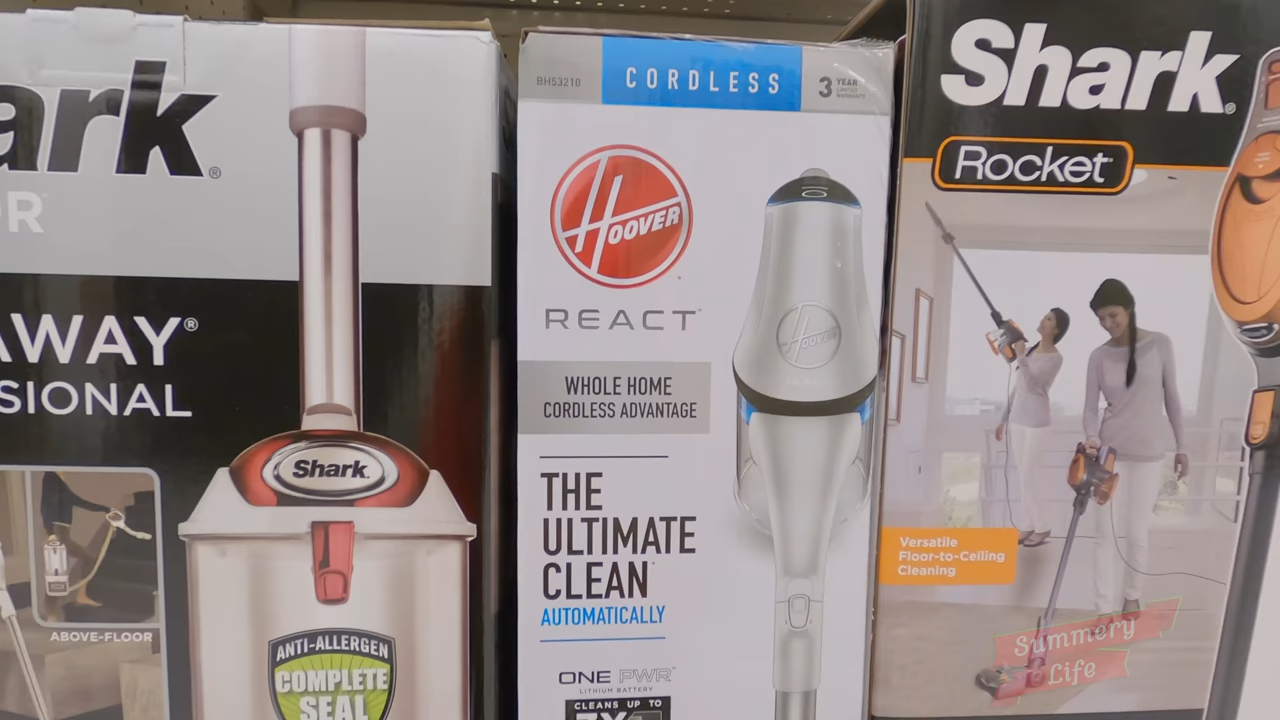 ark®
R
AWAY®
SIONAL
ABOVE-FLOOR
Shark
ANTI-ALLERGEN
COMPLETE
SEAL
BH53210
CORDLESS
3 YEAR
LIMITED
WARRANTY
HOOVER
REACT
WHOLE HOME
CORDLESS ADVANTAGE
THE
ULTIMATE
CLEAN
AUTOMATICALLY
ONE PWR™
LITHIUM BATTERY
CLEANS UP TO
HOOVER
Shark®
Rocket
Versatile
Floor-to-Ceiling
Cleaning
Summery
Life